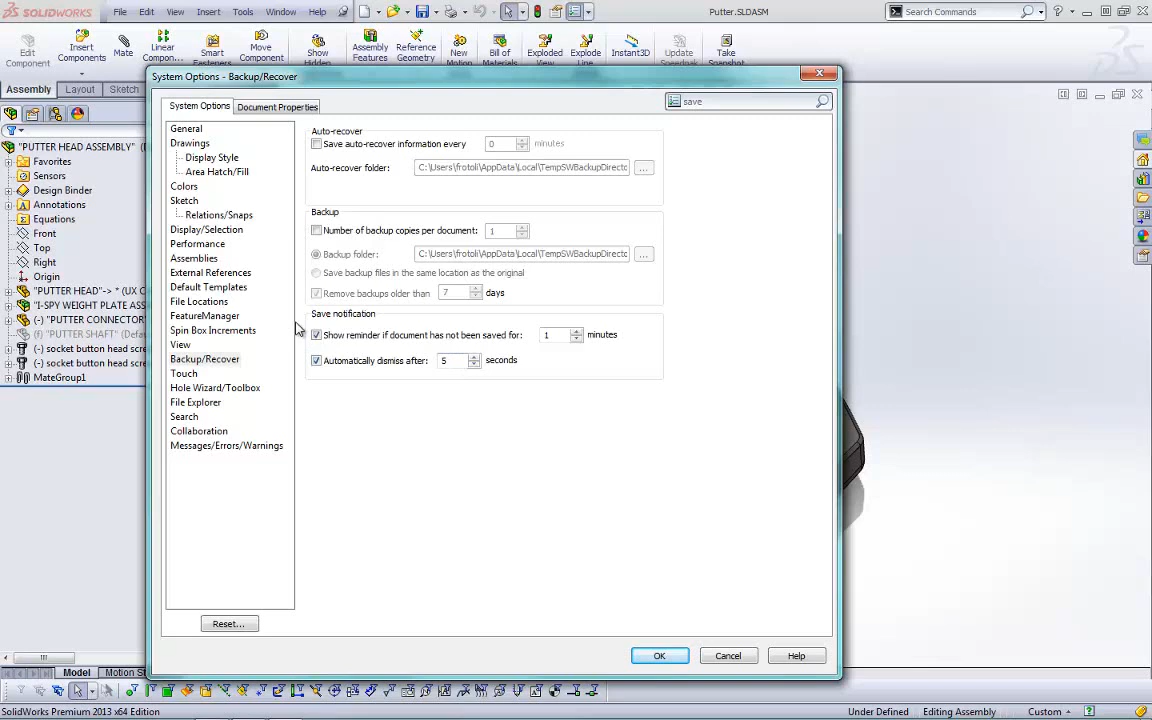 SOLIDWORKS File Edit View Insert Tools Window Help Putter.SLDASM Search Commands
Edit Component
Insert Components
Mate
Linear Compon...
Smart Fasteners
Move Component
Show Hidden
Assembly Features
Reference Geometry
New Motion
Bill of Materials
Exploded View
Explode Line
Instant3D
Update Speedpak
Take Snapshot
Assembly Layout Sketch
"PUTTER HEAD ASSEMBLY" (
Favorites
Sensors
Design Binder
Annotations
Equations
Front
Top
Right
Origin
"PUTTER HEAD"-> * (UX C
"I-SPY WEIGHT PLATE ASS
(-) "PUTTER CONNECTOR
(f) "PUTTER SHAFT" (Defa
(-) socket button head scre
(-) socket button head scre
MateGroup1
System Options - Backup/Recover
System Options Document Properties
save
General
Drawings
Display Style
Area Hatch/Fill
Colors
Sketch
Relations/Snaps
Display/Selection
Performance
Assemblies
External References
Default Templates
File Locations
FeatureManager
Spin Box Increments
View
Backup/Recover
Touch
Hole Wizard/Toolbox
File Explorer
Search
Collaboration
Messages/Errors/Warnings
Reset...
Auto-recover
Save auto-recover information every 0 minutes
Auto-recover folder: C:\Users\frotoli\AppData\Local\TempSWBackupDirectc ...
Backup
Number of backup copies per document: 1
Backup folder: C:\Users\frotoli\AppData\Local\TempSWBackupDirectc ...
Save backup files in the same location as the original
Remove backups older than 7 days
Save notification
Show reminder if document has not been saved for: 1 minutes
Automatically dismiss after: 5 seconds
OK Cancel Help
Model Motion St
SolidWorks Premium 2013 x64 Edition Under Defined Editing Assembly Custom